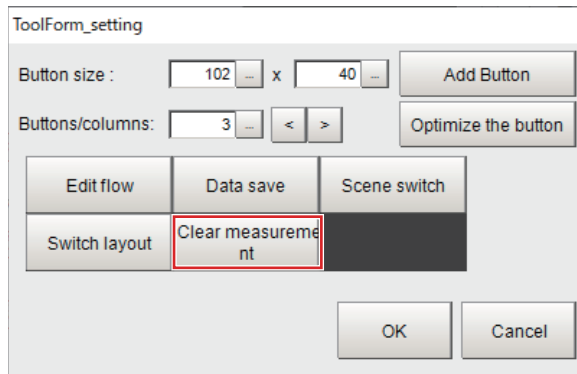 ToolForm_setting
Button size : 102 ... x 40 ... Add Button
Buttons/columns: 3 ... < > Optimize the button
Edit flow Data save Scene switch
Switch layout Clear measureme
nt
OK Cancel